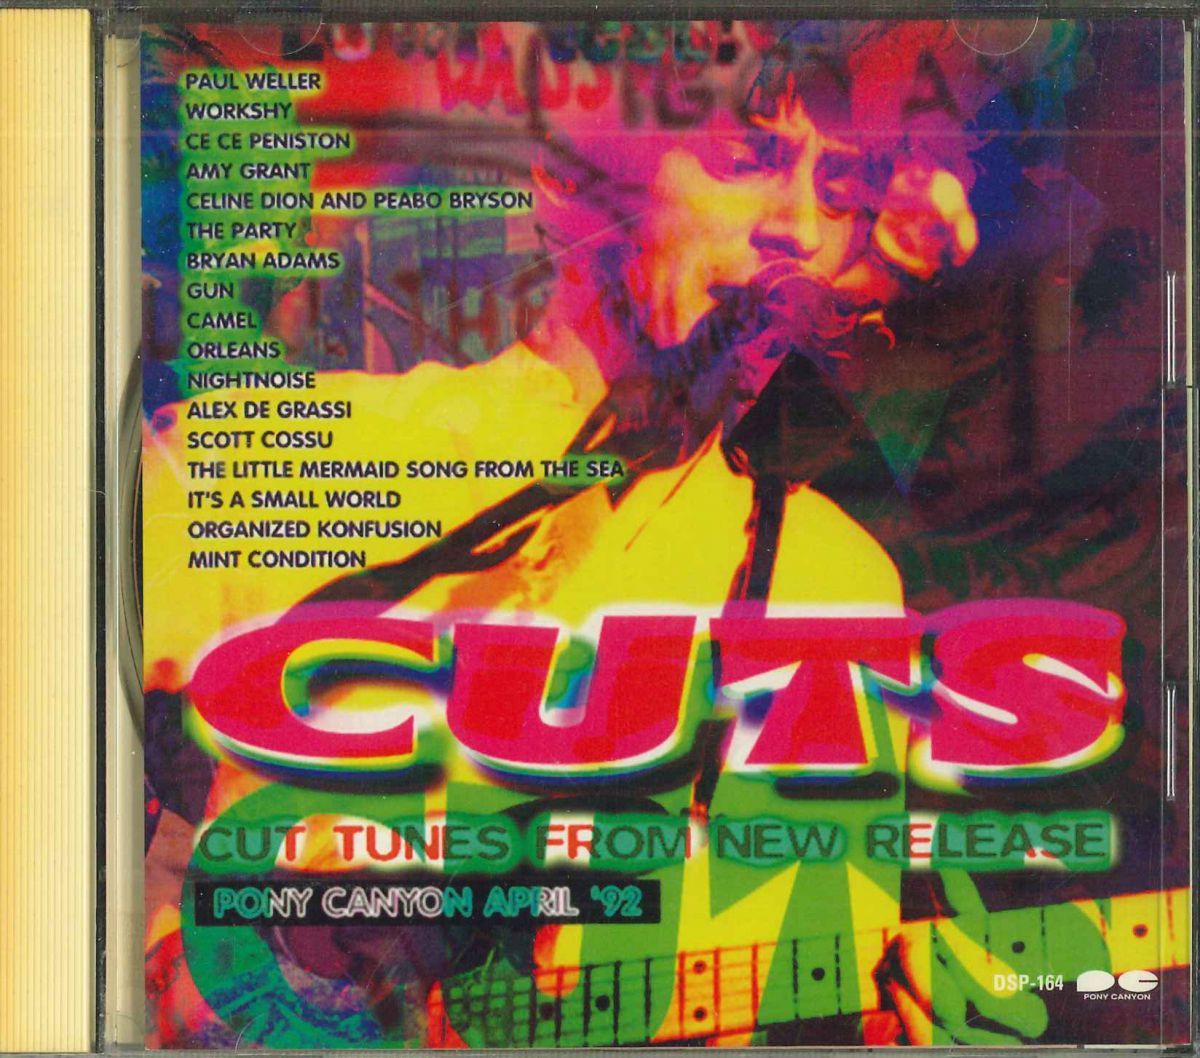 PAUL WELLER
WORKSHY
CE CE PENISTON
AMY GRANT
CELINE DION AND PEABO BRYSON
THE PARTY
BRYAN ADAMS
GUN
CAMEL
ORLEANS
NIGHTNOISE
ALEX DE GRASSI
SCOTT COSSU
THE LITTLE MERMAID SONG FROM THE SEA
IT'S A SMALL WORLD
ORGANIZED KONFUSION
MINT CONDITION
CUTS
CUT TUNES FROM NEW RELEASE
PONY CANYON APRIL '92
DSP-164
PONY CANYON